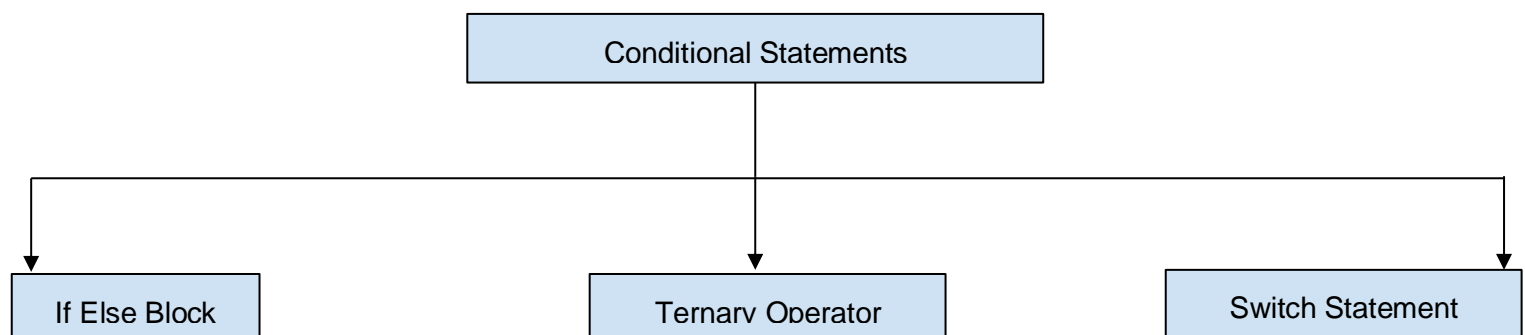 Conditional Statements
If Else Block
Ternary Operator
Switch Statement